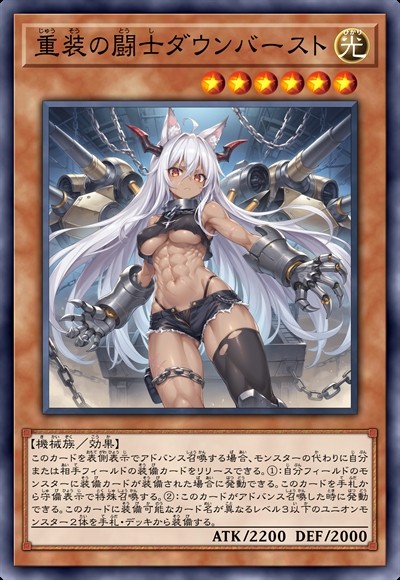 重装の闘士ダウンバースト
光
【機械族／効果】
このカードを表側表示でアドバンス召喚する場合、モンスターの代わりに自分
または相手フィールドの装備カードをリリースできる。①：自分フィールドのモン
スターに装備カードが装備された場合に発動できる。このカードを手札か
ら守備表示で特殊召喚する。②：このカードがアドバンス召喚した時に発動
できる。このカードに装備可能なカード名が異なるレベル３以下のユニオンモ
ンスター２体を手札・デッキから装備する。
ATK/2200 DEF/2000